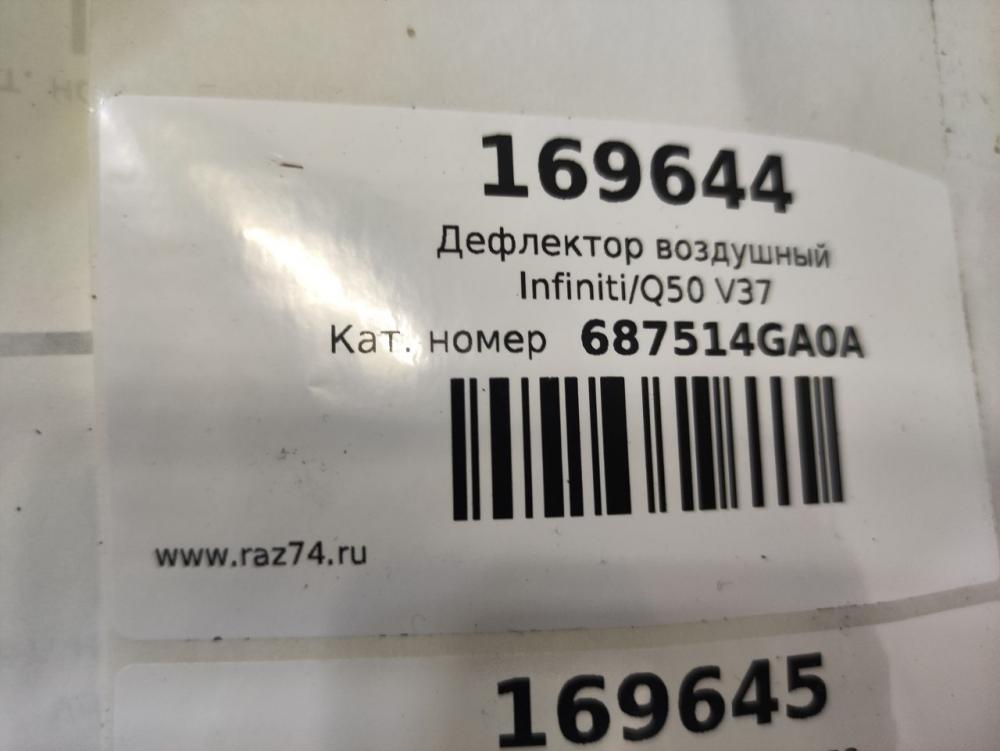 169644
Дефлектор воздушный
Infiniti/Q50 V37
Кат. номер 687514GA0A
www.raz74.ru
169645